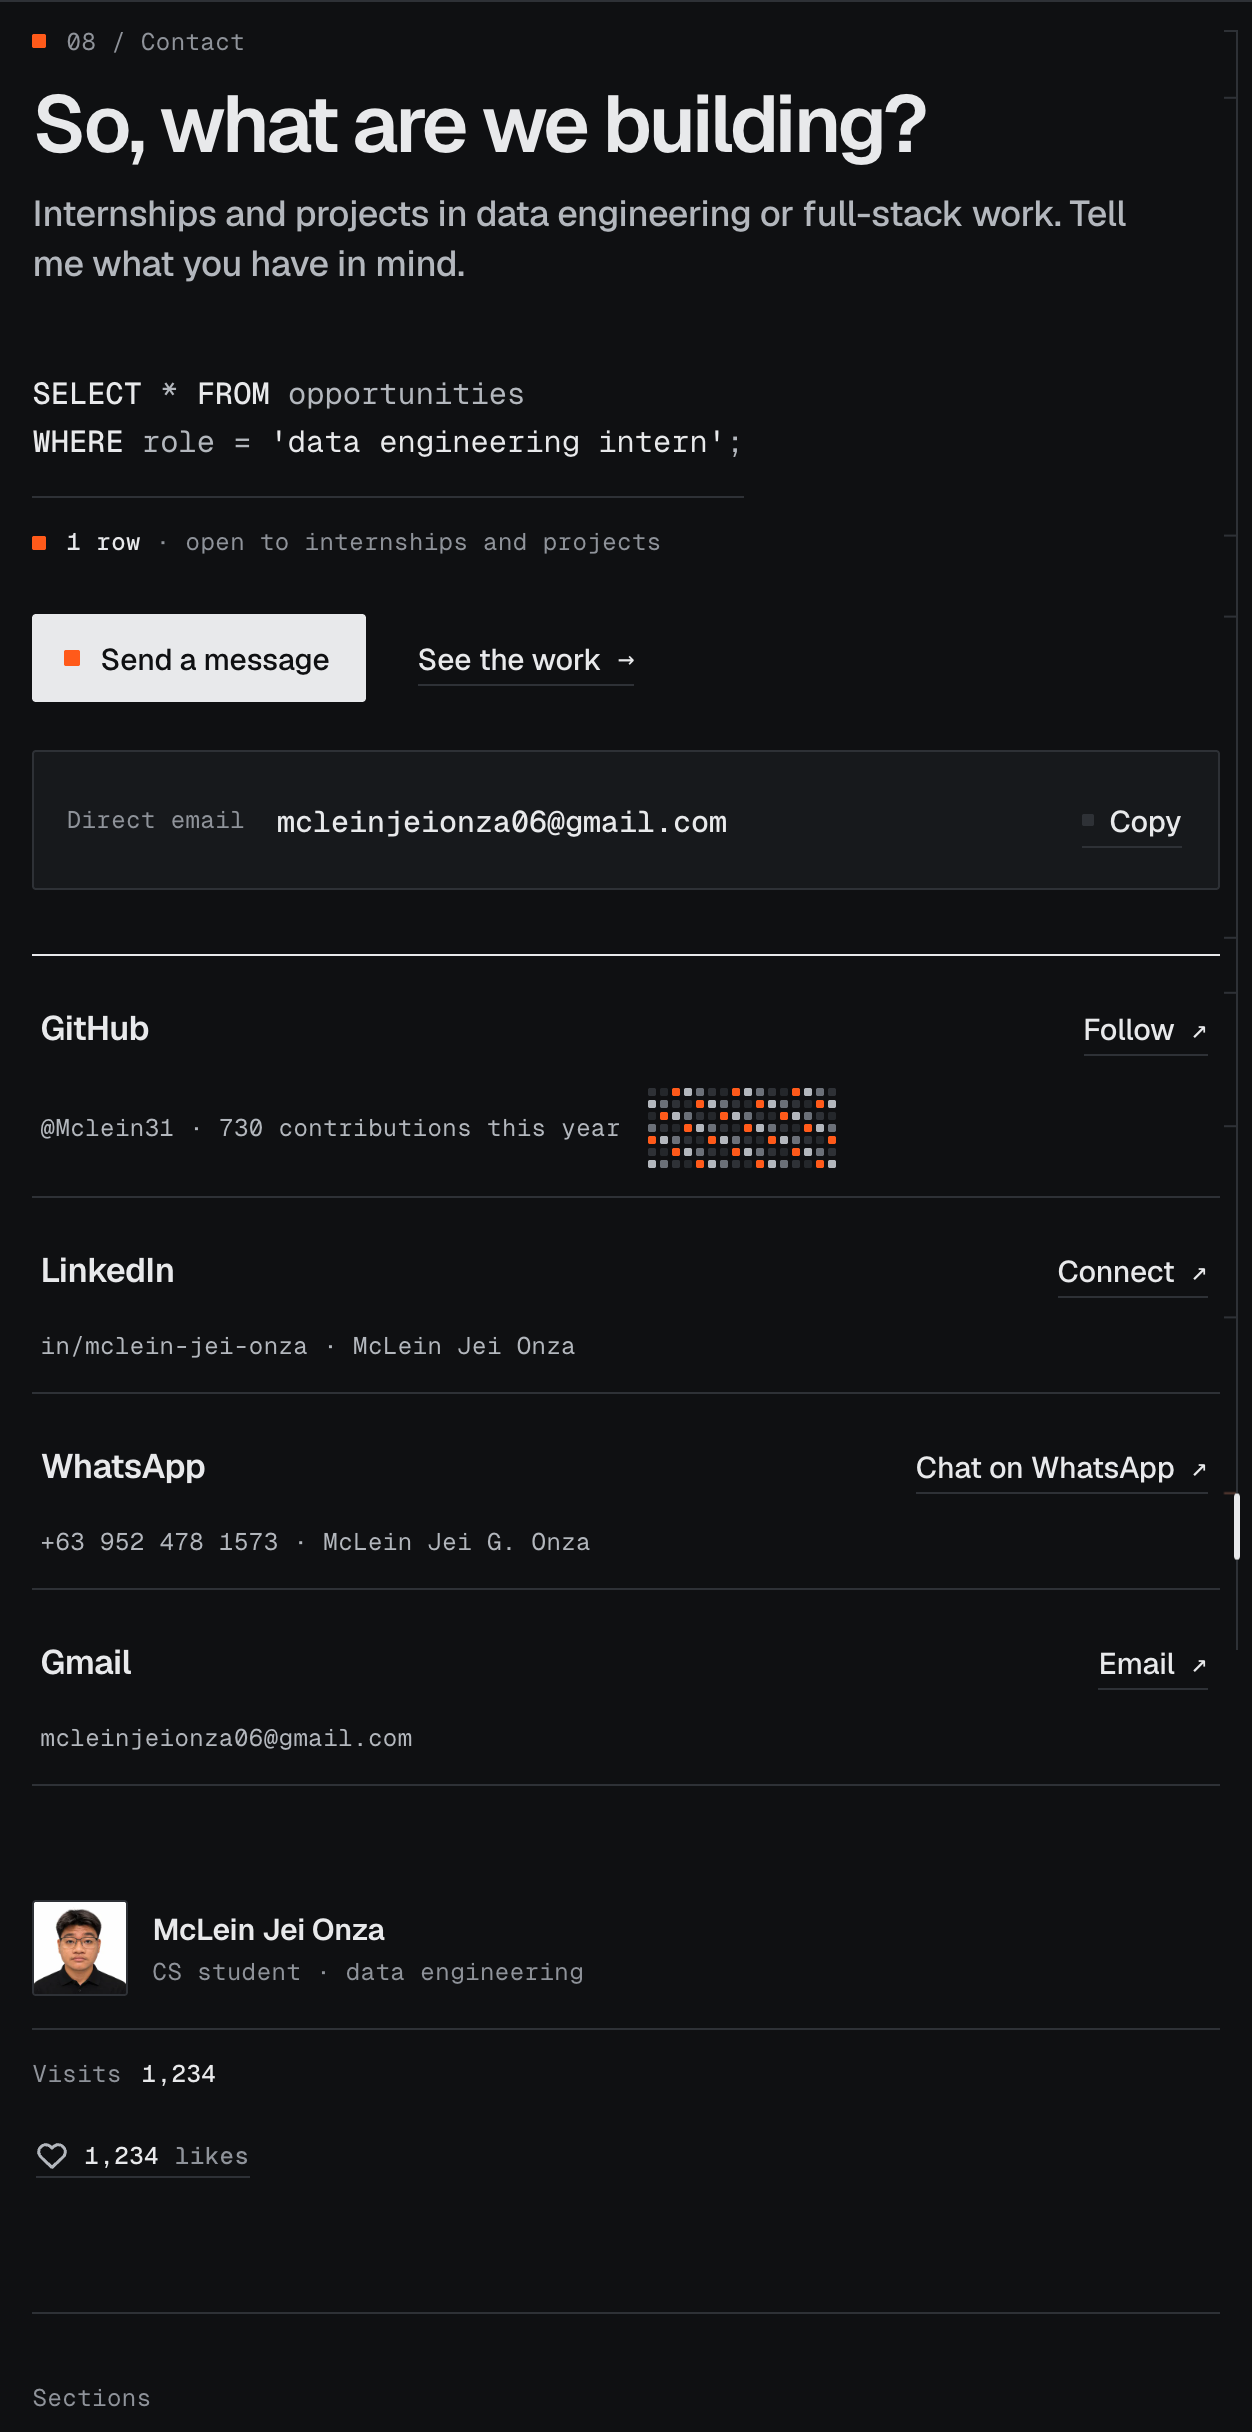 08 / Contact
So, what are we building?
Internships and projects in data engineering or full-stack work. Tell
me what you have in mind.
SELECT * FROM opportunities
WHERE role = 'data engineering intern';
1 row · open to internships and projects
Send a message
See the work →
Direct email mcleinjeionza06@gmail.com
Copy
GitHub
Follow ↗
@Mclein31 · 730 contributions this year
LinkedIn
Connect ↗
in/mclein-jei-onza · McLein Jei Onza
WhatsApp
Chat on WhatsApp ↗
+63 952 478 1573 · McLein Jei G. Onza
Gmail
Email ↗
mcleinjeionza06@gmail.com
McLein Jei Onza
CS student · data engineering
Visits 1,234
1,234 likes
Sections